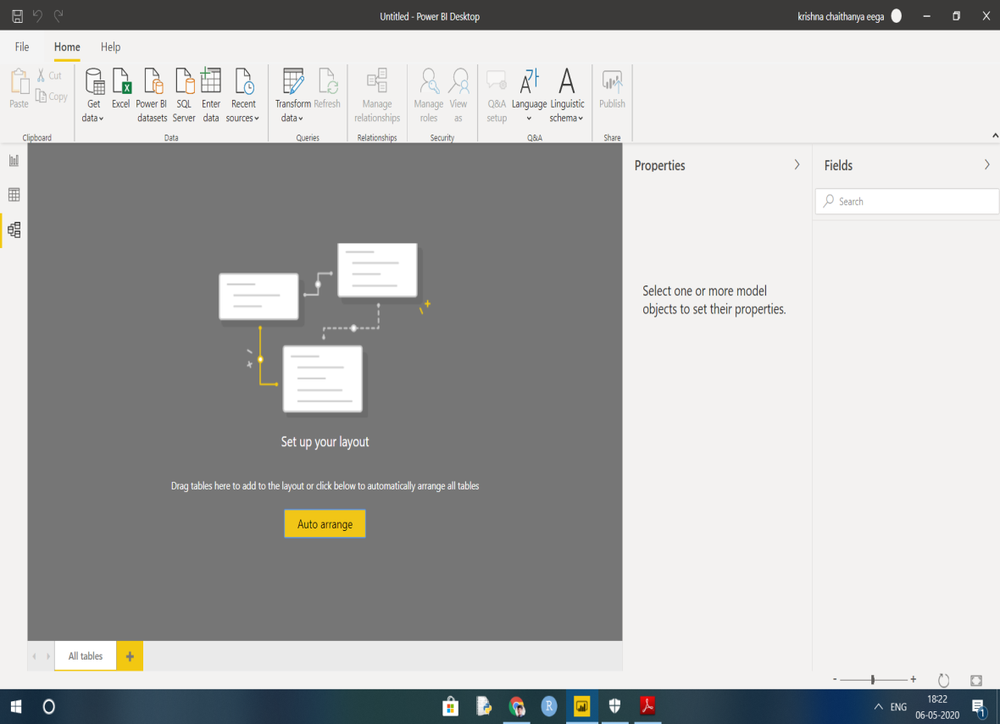 Untitled - Power BI Desktop
krishna chaithanya eega
File Home Help
Paste
Cut
Copy
Get data
Excel
Power BI datasets
SQL Server
Enter data
Recent sources
Transform data
Refresh
Manage relationships
Manage roles
View as
Q&A setup
Language
Linguistic schema
Publish
Clipboard Data Queries Relationships Security Q&A Share
Properties
Select one or more model
objects to set their properties.
Fields
Search
Set up your layout
Drag tables here to add to the layout or click below to automatically arrange all tables
Auto arrange
All tables
+
- +
R
ENG
18:22
06-05-2020
1